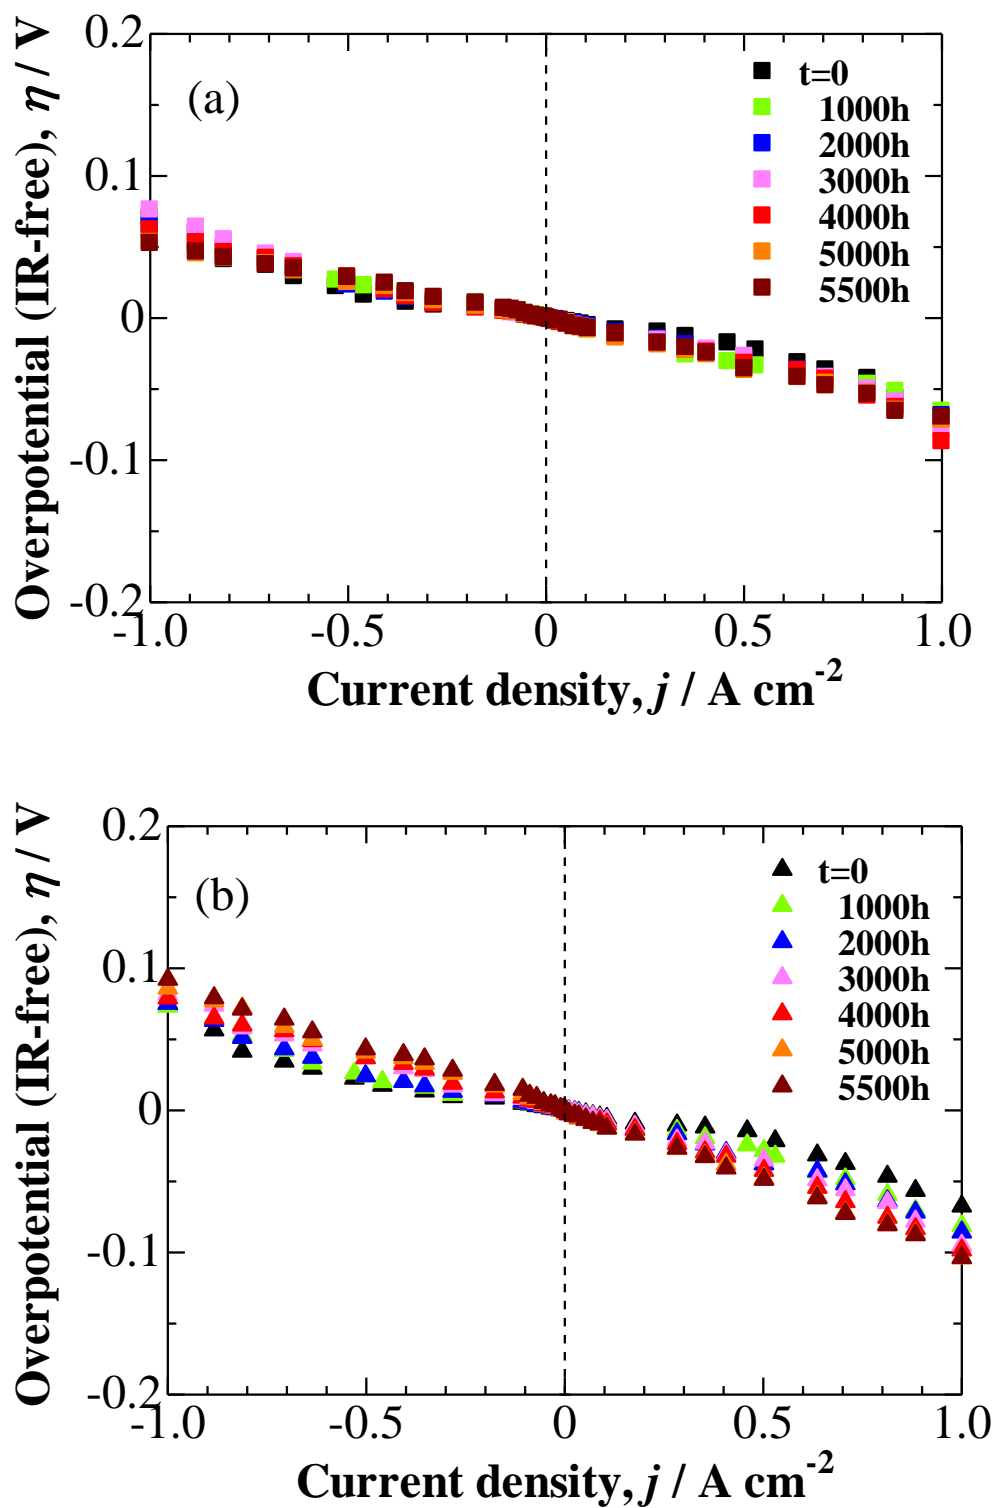 0.2
0.1
0
-0.1
-0.2
Overpotential (IR-free), η / V
(a)
t=0
1000h
2000h
3000h
4000h
5000h
5500h
-1.0 -0.5 0 0.5 1.0
Current density, j / A cm-2
0.2
0.1
0
-0.1
-0.2
Overpotential (IR-free), η / V
(b)
t=0
1000h
2000h
3000h
4000h
5000h
5500h
-1.0 -0.5 0 0.5 1.0
Current density, j / A cm-2